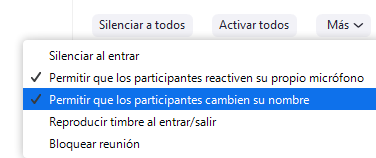 Silenciar a todos Activar todos Más
Silenciar al entrar
Permitir que los participantes reactiven su propio micrófono
Permitir que los participantes cambien su nombre
Reproducir timbre al entrar/salir
Bloquear reunión